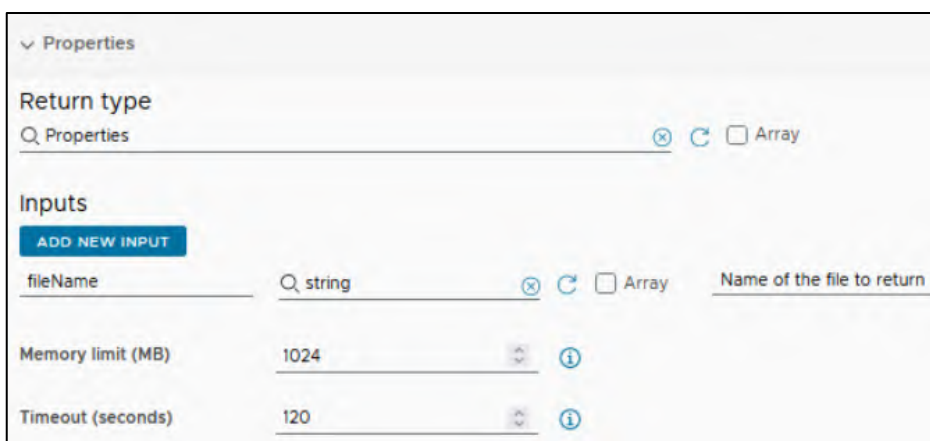 Properties
Return type
Properties Array
Inputs
ADD NEW INPUT
fileName string Array Name of the file to return
Memory limit (MB) 1024
Timeout (seconds) 120